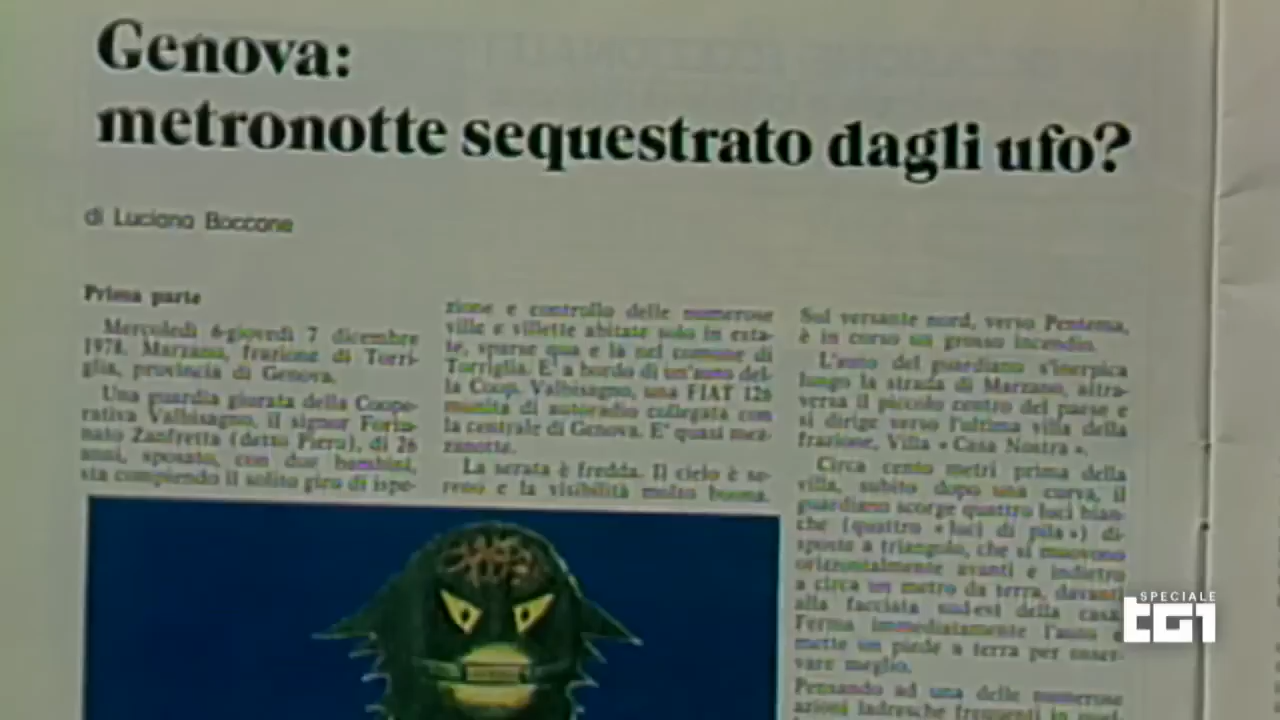 Genova:
metronotte sequestrato dagli ufo?
di Luciano Boccone
Prima parte
Mercoledì 6-giovedì 7 dicembre
1978. Marzano, frazione di Torri-
glia, provincia di Genova.
Una guardia giurata della Coope-
rativa Valbisagno, il signor Fortu-
nato Zanfretta (detto Piero), di 26
anni, sposato, con due bambini,
sta compiendo il solito giro di ispe-
zione e controllo delle numerose
ville e villette abitate solo in esta-
te, sparse qua e là nel comune di
Torriglia. E' a bordo di un'auto del-
la Coop. Valbisagno, una FIAT 126
munita di autoradio collegata con
la centrale di Genova. E' quasi mez-
zanotte.
La serata è fredda. Il cielo è se-
reno e la visibilità molto buona.
Sul versante nord, verso Pentema,
è in corso un grosso incendio.
L'auto del guardiano s'inerpica
lungo la strada di Marzano, attra-
versa il piccolo centro del paese e
si dirige verso l'ultima villa della
frazione, Villa « Casa Nostra ».
Circa cento metri prima della
villa, subito dopo una curva, il
guardiano scorge quattro luci bian-
che (quattro « luci di pila ») di-
sposte a triangolo, che si muovono
orizzontalmente avanti e indietro
a circa un metro da terra, davanti
alla facciata sud-est della casa.
Ferma immediatamente l'auto e
mette un piede a terra per osser-
vare meglio.
Pensando ad una delle numerose
azioni ladresche frequenti in
SPECIALE
TG1